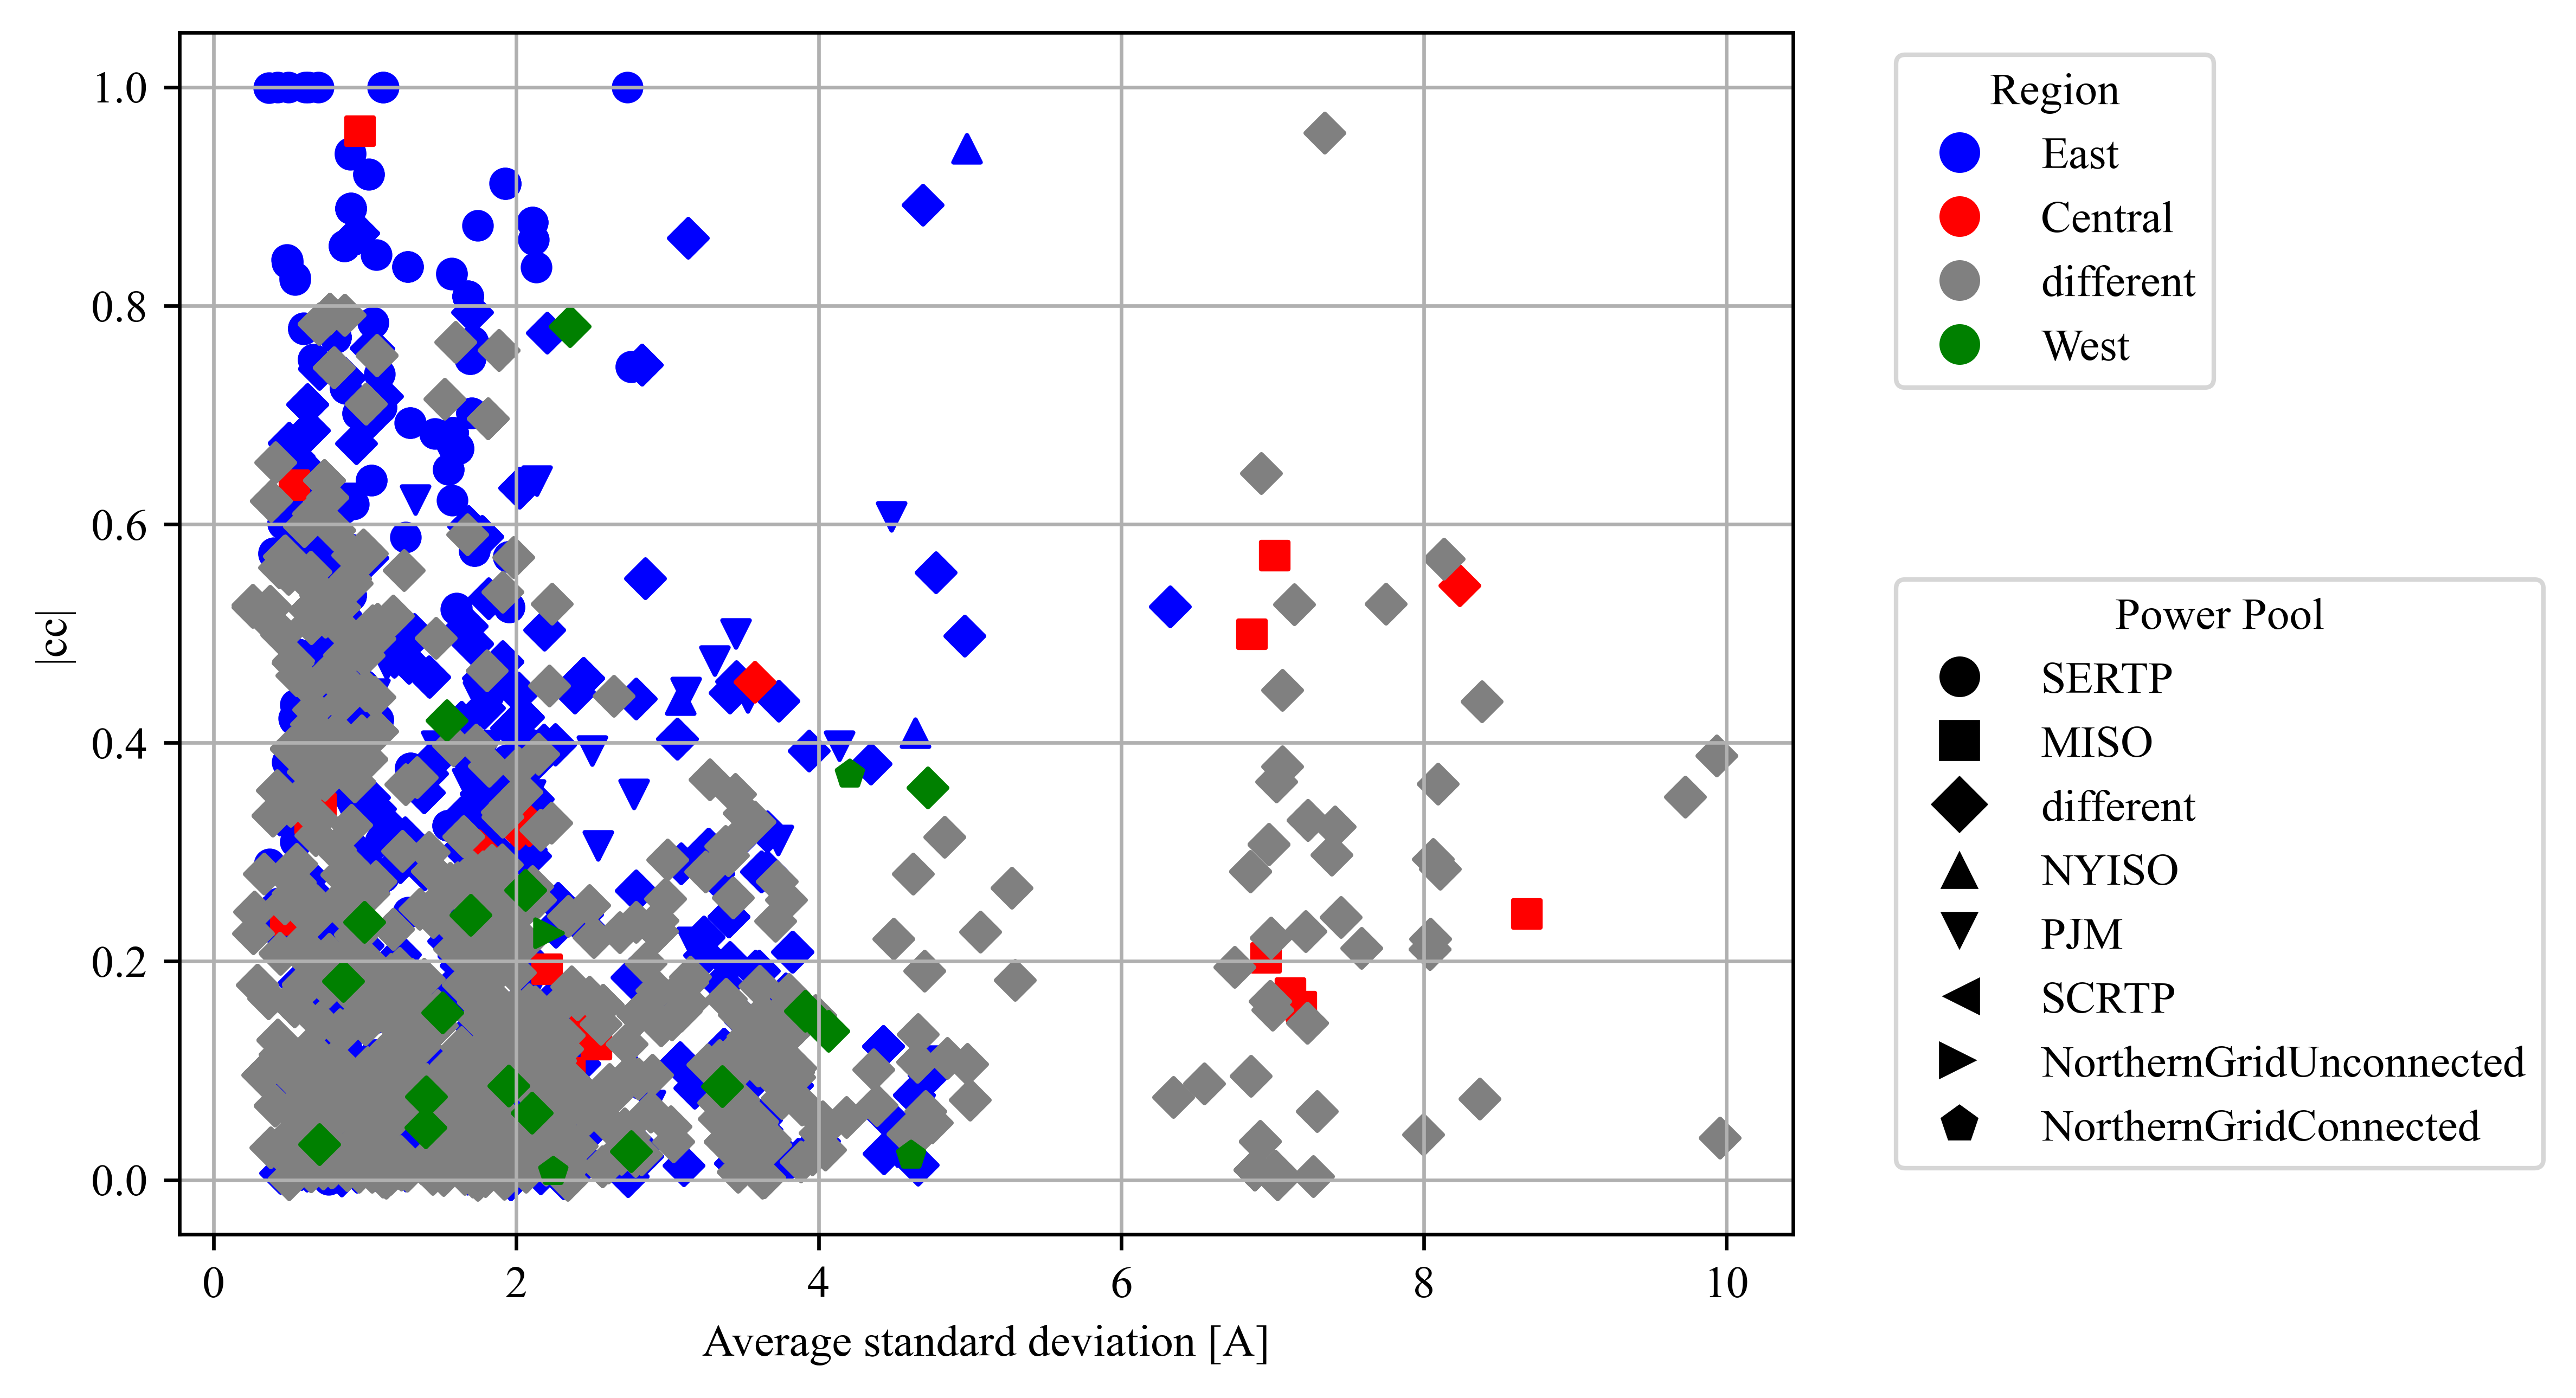 1.0
0.8
0.6
0.4
0.2
0.0
|cc|
0 2 4 6 8 10
Average standard deviation [A]
Region
East
Central
different
West
Power Pool
SERTP
MISO
different
NYISO
PJM
SCRTP
NorthernGridUnconnected
NorthernGridConnected